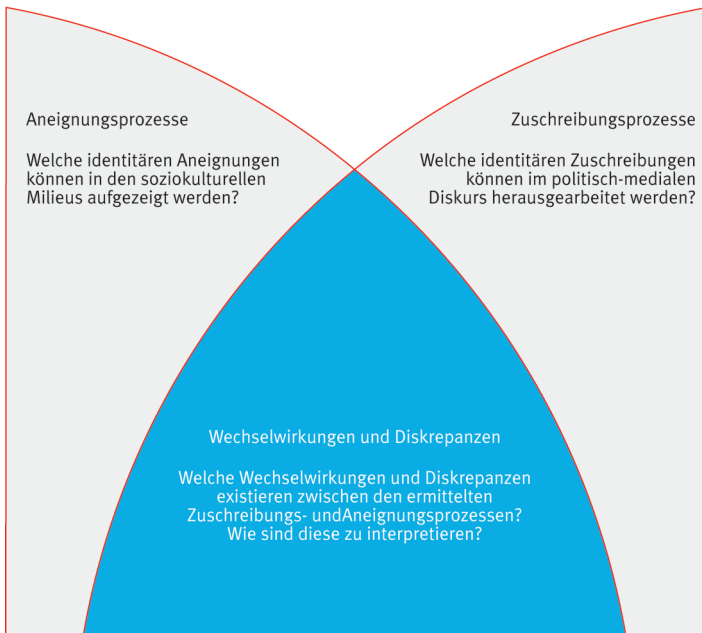 Aneignungsprozesse
Welche identitären Aneignungen
können in den soziokulturellen
Milieus aufgezeigt werden?
Zuschreibungsprozesse
Welche identitären Zuschreibungen
können im politisch-medialen
Diskurs herausgearbeitet werden?
Wechselwirkungen und Diskrepanzen
Welche Wechselwirkungen und Diskrepanzen
existieren zwischen den ermittelten
Zuschreibungs- undAneignungsprozessen?
Wie sind diese zu interpretieren?